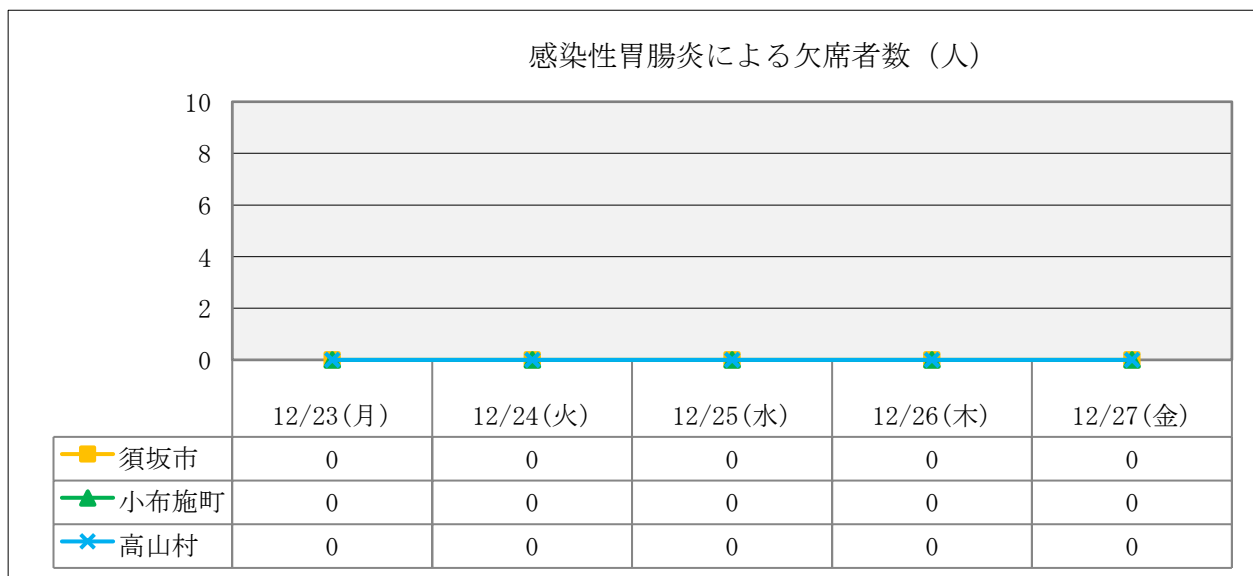 感染性胃腸炎による欠席者数（人）
10
8
6
4
2
0
12/23(月) 12/24(火) 12/25(水) 12/26(木) 12/27(金)
須坂市 0 0 0 0 0
小布施町 0 0 0 0 0
高山村 0 0 0 0 0